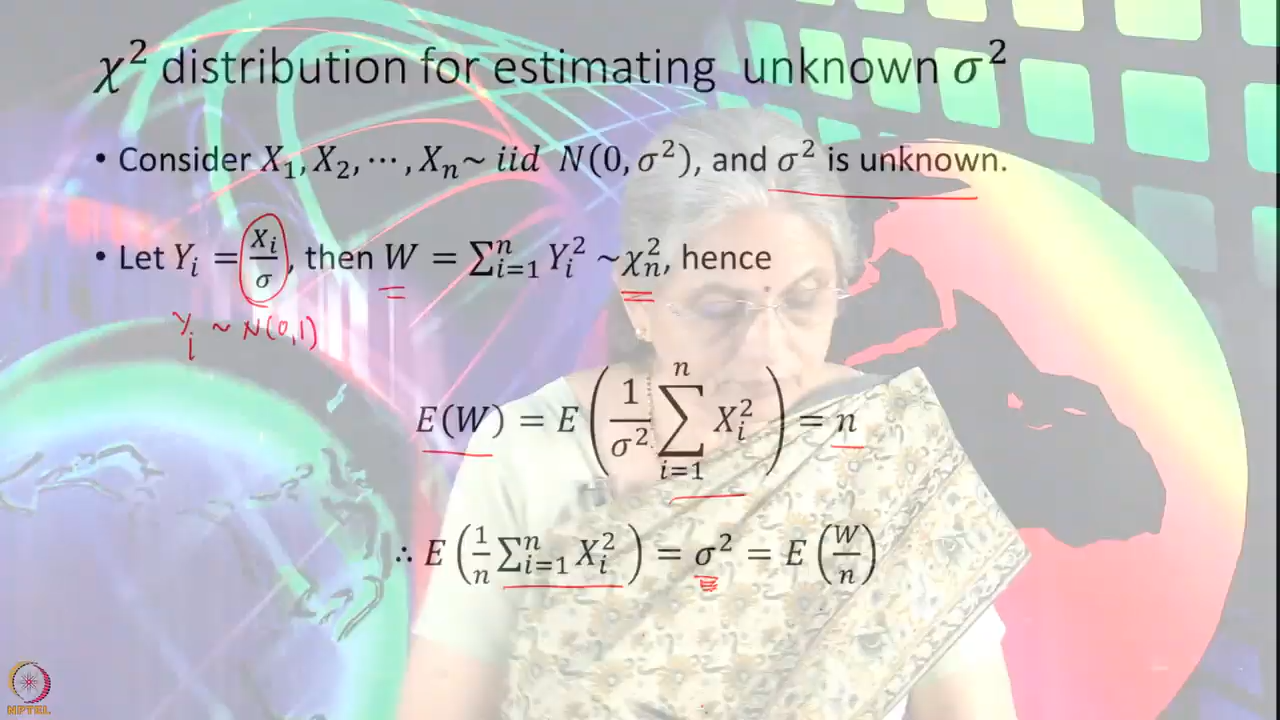 χ² distribution for estimating unknown σ²
• Consider X₁, X₂, ⋯, Xₙ~ iid N(0, σ²), and σ² is unknown.
• Let Yᵢ = Xᵢ/σ, then W = ∑ᵢ₌₁ⁿ Yᵢ² ~χₙ², hence
Yᵢ ~ N(0,1)
E(W) = E(1/σ² ∑ᵢ₌₁ⁿ Xᵢ²) = n
∴ E(1/n ∑ᵢ₌₁ⁿ Xᵢ²) = σ² = E(W/n)
NPTEL